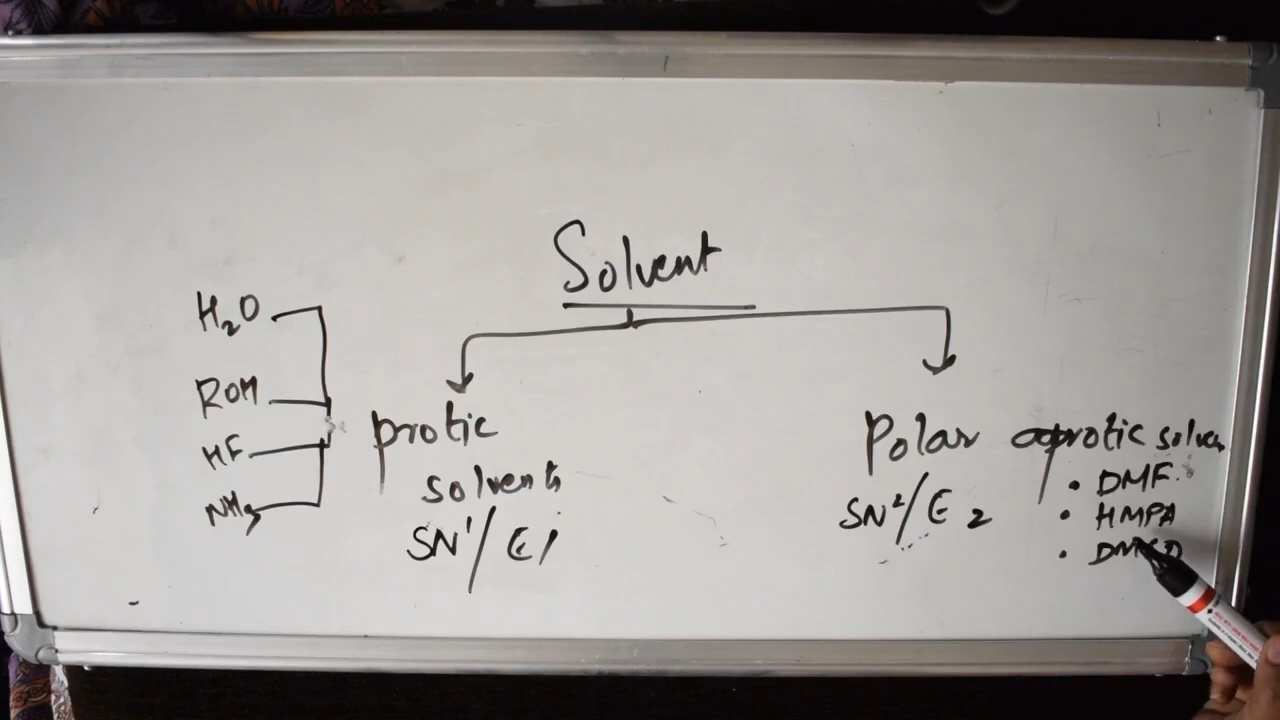 Solvent
H2O
ROH
HF
NH3
protic
solvents
SN1/E1
Polar aprotic solven
SN2/E2
• DMF
• HMPA
• DMSO